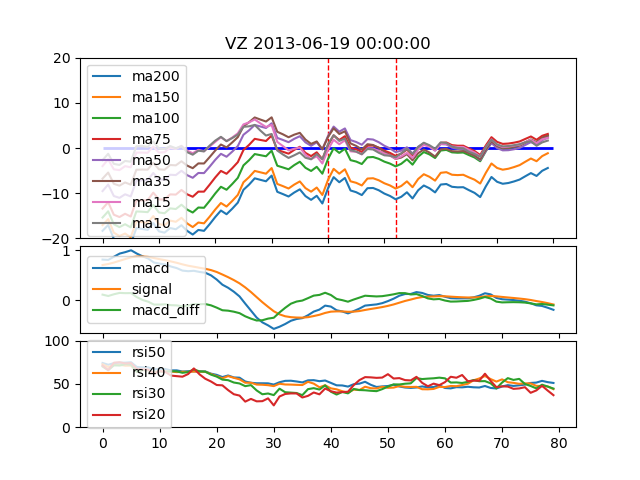 VZ 2013-06-19 00:00:00
20
10
0
−10
−20
ma200
ma150
ma100
ma75
ma50
ma35
ma15
ma10
1
0
macd
signal
macd_diff
100
50
0
rsi50
rsi40
rsi30
rsi20
0 10 20 30 40 50 60 70 80